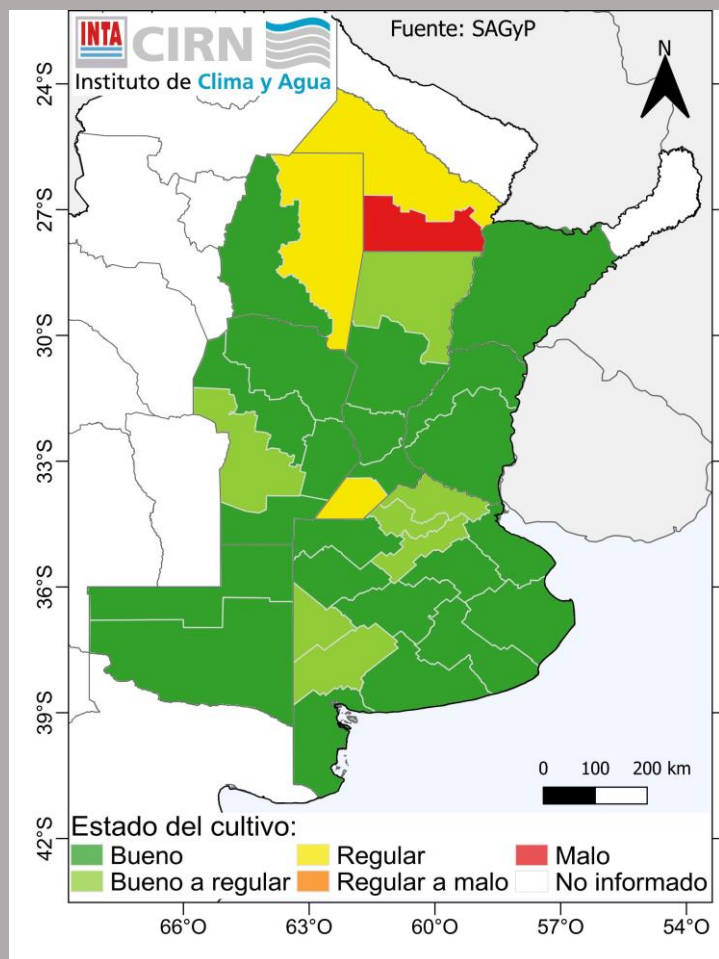 INTA CIRN
Instituto de Clima y Agua
Fuente: SAGyP
N
24°S
27°S
30°S
33°S
36°S
39°S
42°S
0 100 200 km
Estado del cultivo:
Bueno Regular Malo
Bueno a regular Regular a malo No informado
66°O 63°O 60°O 57°O 54°O